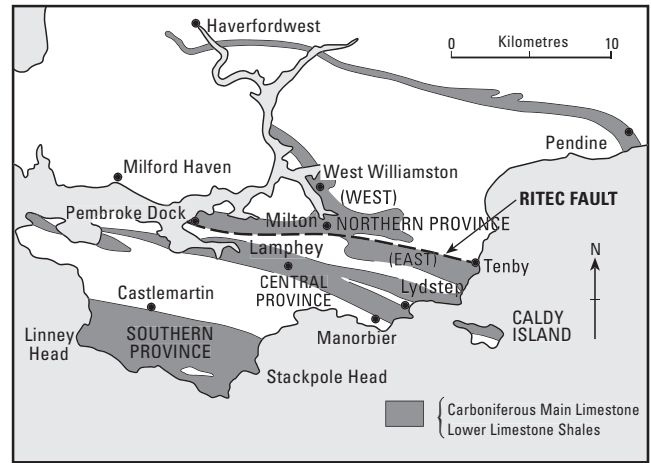 Haverfordwest
0 Kilometres 10
Pendine
Milford Haven
West Williamston
(WEST)
RITEC FAULT
Pembroke Dock
Milton
NORTHERN PROVINCE
Lamphey
(EAST)
Tenby
N
CENTRAL
PROVINCE
Lydstep
Castlemartin
CALDY
ISLAND
Linney
Head
SOUTHERN
PROVINCE
Manorbier
Stackpole Head
Carboniferous Main Limestone
Lower Limestone Shales